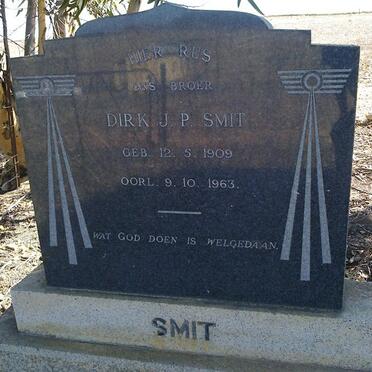 HIER RUS
ONS BROER
DIRK J. P. SMIT
GEB. 12. 5. 1909
OORL. 9. 10. 1963.
WAT GOD DOEN IS WELGEDAAN.
SMIT